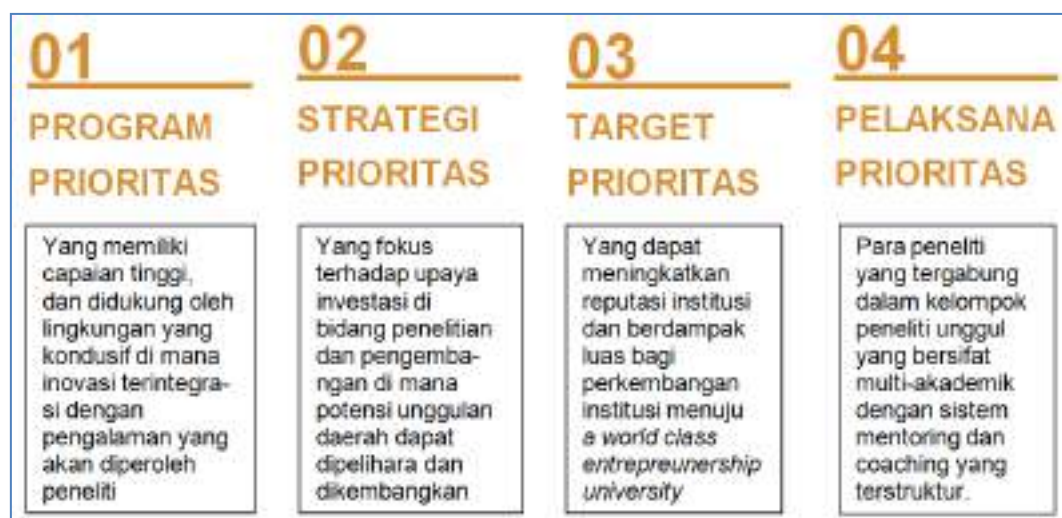 01
PROGRAM
PRIORITAS
Yang memiliki
capaian tinggi,
dan didukung oleh
lingkungan yang
kondusif di mana
inovasi terintegra-
si dengan
pengalaman yang
akan diperoleh
peneliti
02
STRATEGI
PRIORITAS
Yang fokus
terhadap upaya
investasi di
bidang penelitian
dan pengemba-
ngan di mana
potensi unggulan
daerah dapat
dipelihara dan
dikembangkan
03
TARGET
PRIORITAS
Yang dapat
meningkatkan
reputasi institusi
dan berdampak
luas bagi
perkembangan
institusi menuju
a world class
entrepreunership
university
04
PELAKSANA
PRIORITAS
Para peneliti
yang tergabung
dalam kelompok
peneliti unggul
yang bersifat
multi-akademik
dengan sistem
mentoring dan
coaching yang
terstruktur.